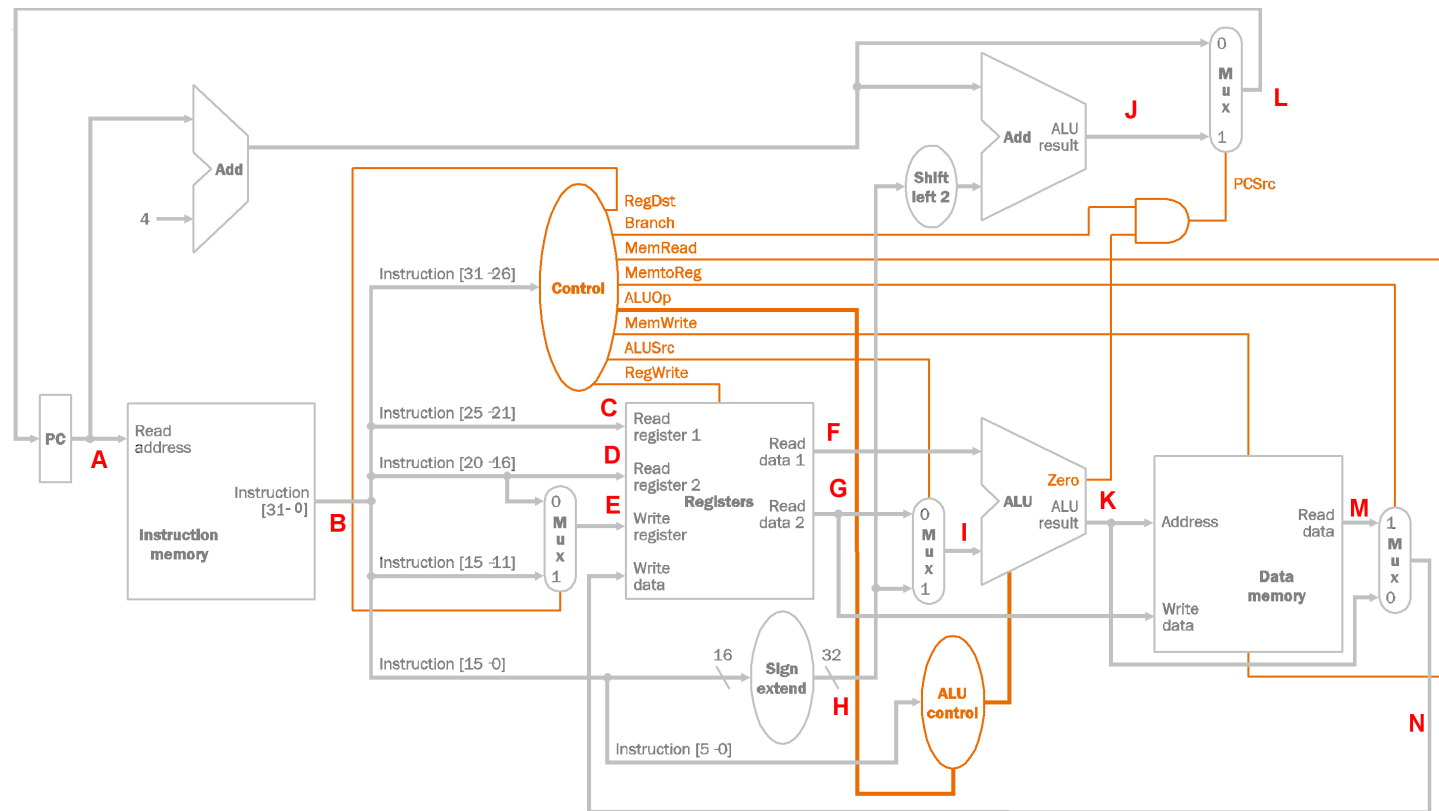 0
M
u
x
1
L
J
Add
ALU
result
Add
Shift
left 2
PCSrc
4
RegDst
Branch
MemRead
MemtoReg
ALUOp
MemWrite
ALUSrc
RegWrite
Control
Instruction [31-26]
PC
A
Read
address
Instruction
[31-0]
Instruction
memory
B
Instruction [25-21]
Instruction [20-16]
Instruction [15-11]
Instruction [15-0]
Instruction [5-0]
C
D
E
0
M
u
x
1
Read
register 1
Read
register 2
Write
register
Write
data
Registers
Read
data 1
Read
data 2
F
G
0
M
u
x
1
I
Zero
ALU
ALU
result
K
Address
Write
data
Read
data
Data
memory
M
1
M
u
x
0
N
16
Sign
extend
32
H
ALU
control